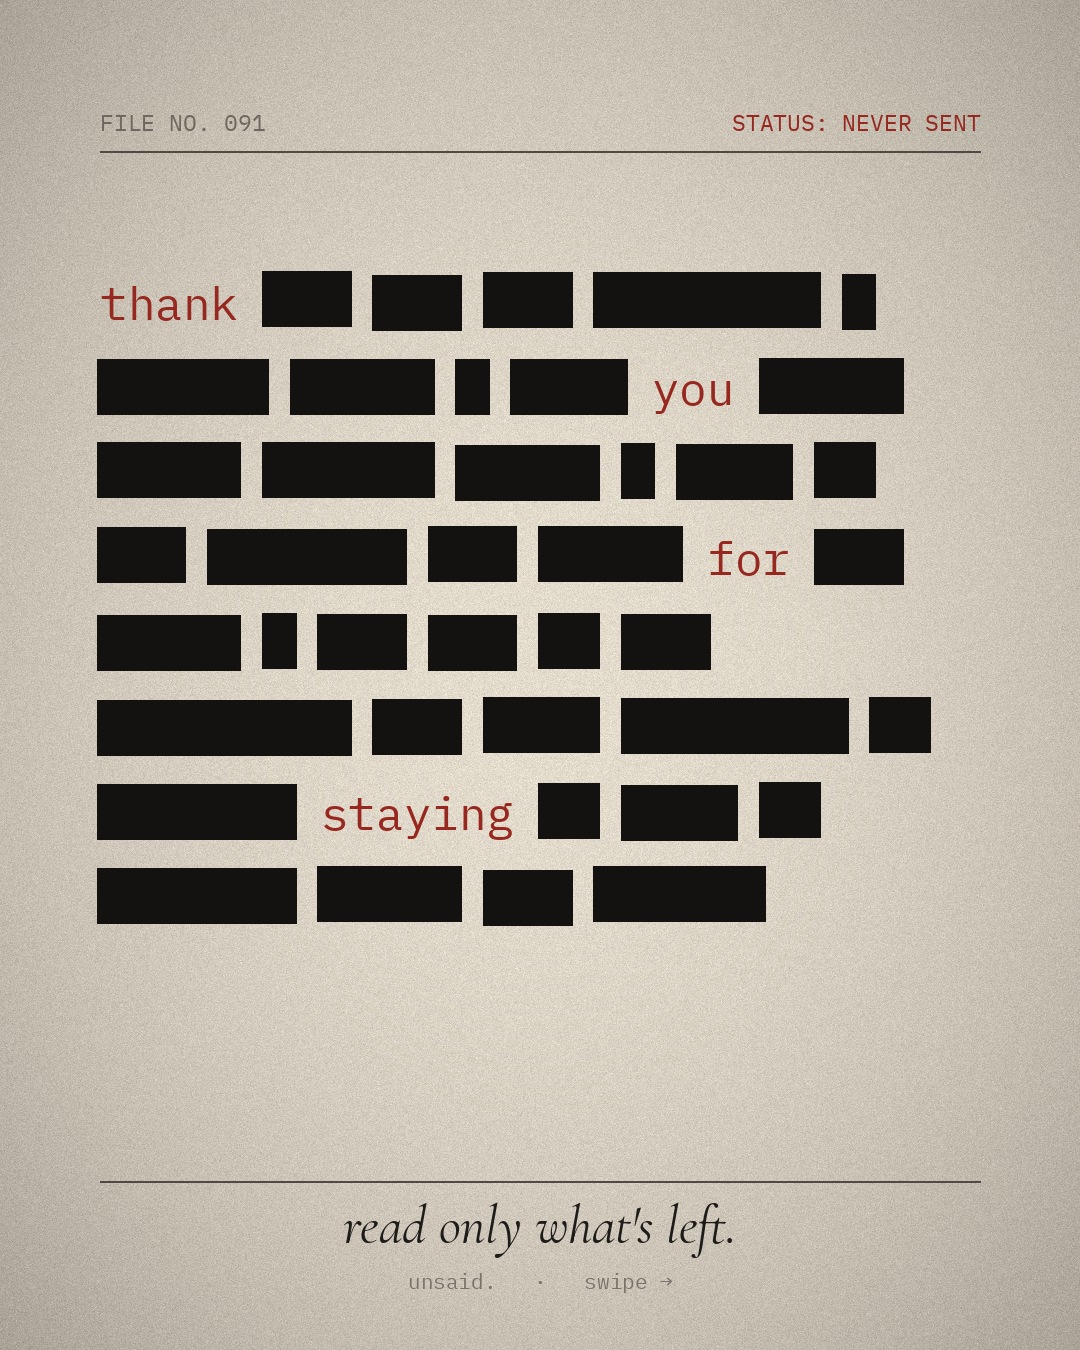 FILE NO. 091 STATUS: NEVER SENT
thank
you
for
staying
read only what's left.
unsaid. · swipe →